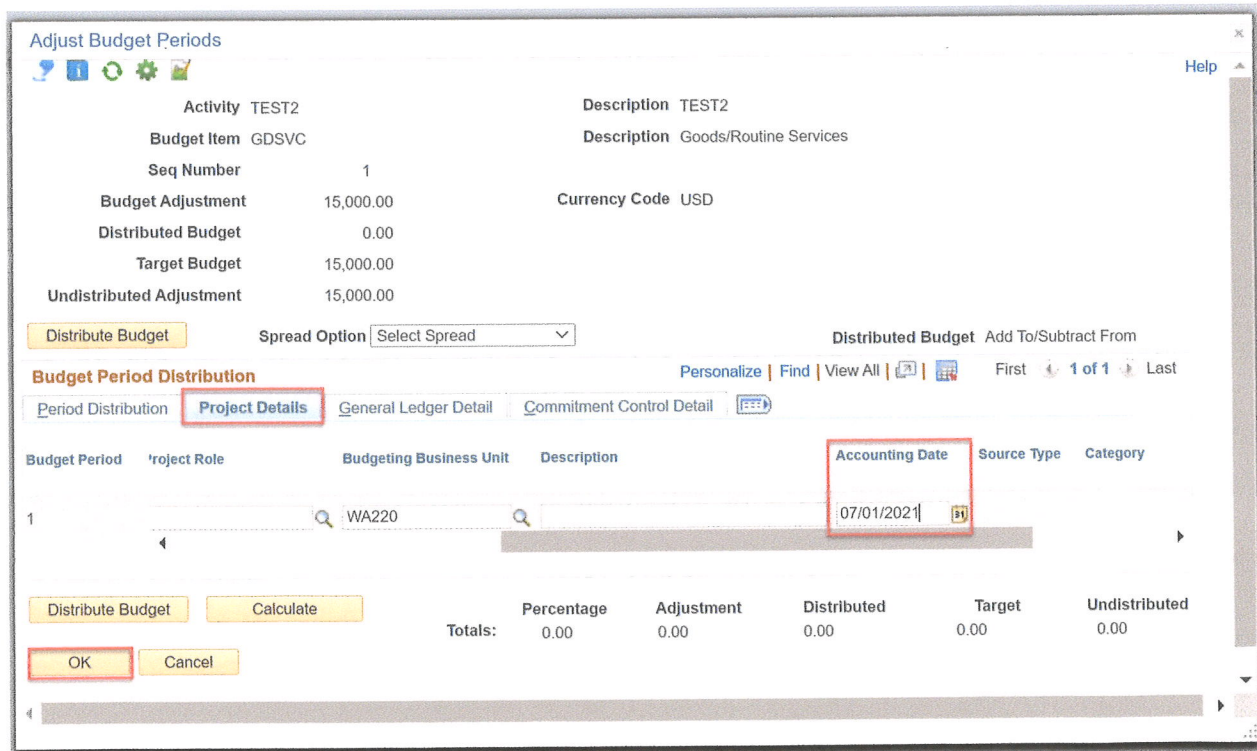 Adjust Budget Periods
Help
Activity TEST2 Description TEST2
Budget Item GDSVC Description Goods/Routine Services
Seq Number 1
Budget Adjustment 15,000.00 Currency Code USD
Distributed Budget 0.00
Target Budget 15,000.00
Undistributed Adjustment 15,000.00
Distribute Budget Spread Option Select Spread Distributed Budget Add To/Subtract From
Budget Period Distribution Personalize | Find | View All | First 1 of 1 Last
Period Distribution Project Details General Ledger Detail Commitment Control Detail
Budget Period Project Role Budgeting Business Unit Description Accounting Date Source Type Category
1 WA220 07/01/2021 31
Distribute Budget Calculate Percentage Adjustment Distributed Target Undistributed
Totals: 0.00 0.00 0.00 0.00 0.00
OK Cancel